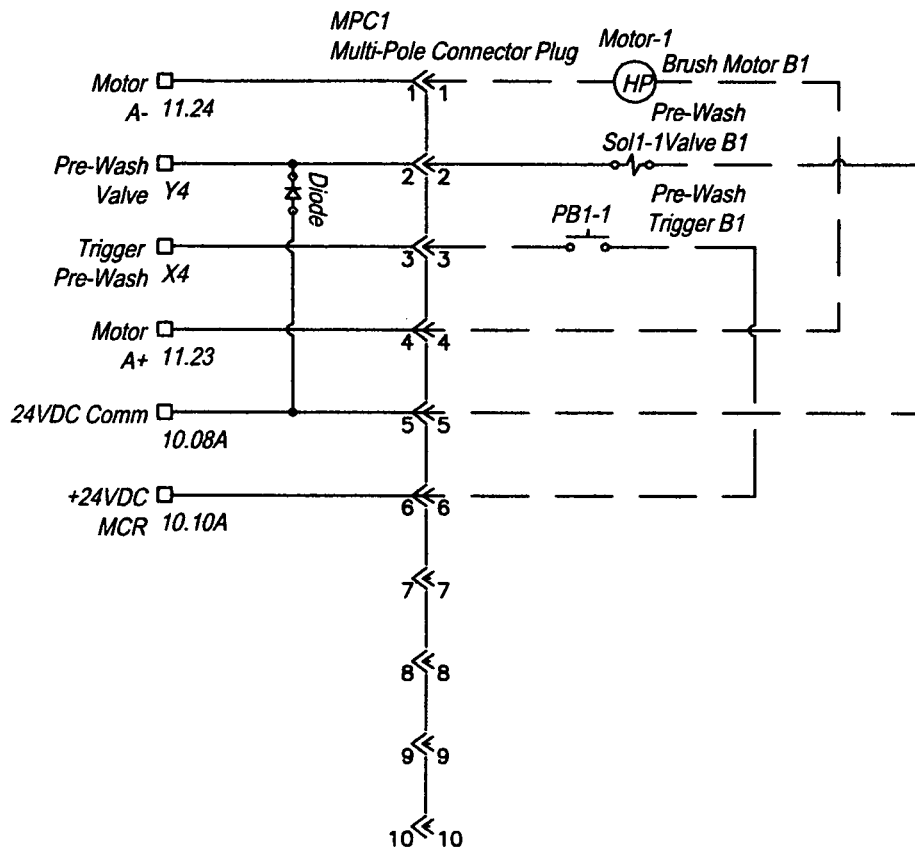 MPC1
Multi-Pole Connector Plug
Motor-1
Brush Motor B1
HP
Motor
A- 11.24
1 1
Pre-Wash
Sol1-1Valve B1
Pre-Wash
Valve Y4
Diode
2 2
Pre-Wash
Trigger B1
PB1-1
Trigger
Pre-Wash X4
3 3
Motor
A+ 11.23
4 4
24VDC Comm
10.08A
5 5
+24VDC
MCR 10.10A
6 6
7 7
8 8
9 9
10 10